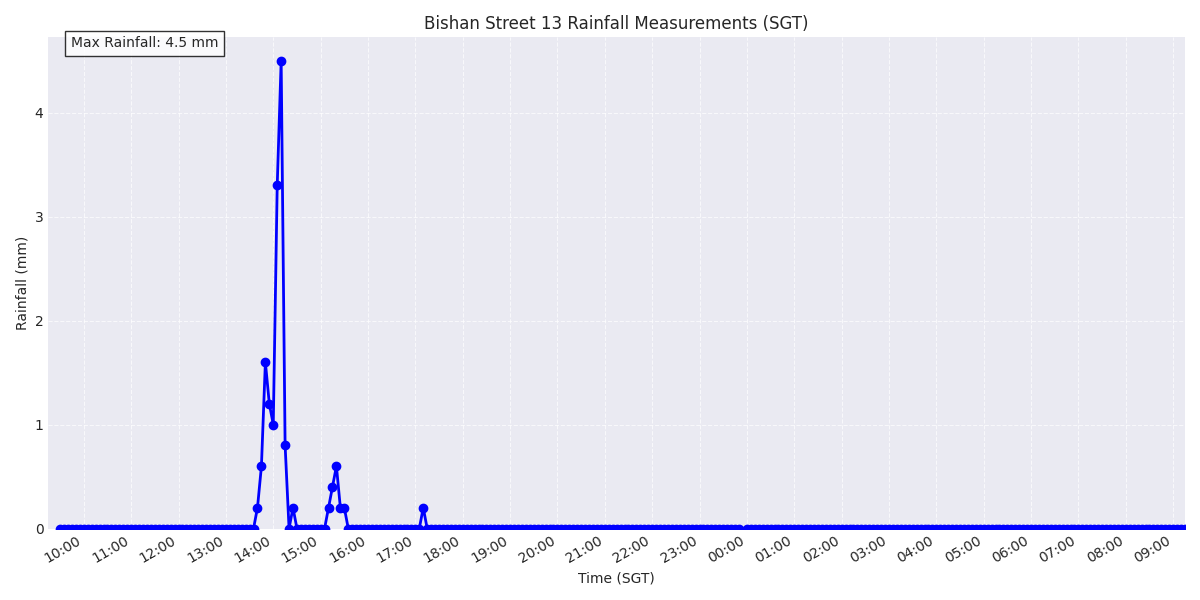 Bishan Street 13 Rainfall Measurements (SGT)
Max Rainfall: 4.5 mm
4
3
2
1
0
Rainfall (mm)
10:00 11:00 12:00 13:00 14:00 15:00 16:00 17:00 18:00 19:00 20:00 21:00 22:00 23:00 00:00 01:00 02:00 03:00 04:00 05:00 06:00 07:00 08:00 09:00
Time (SGT)